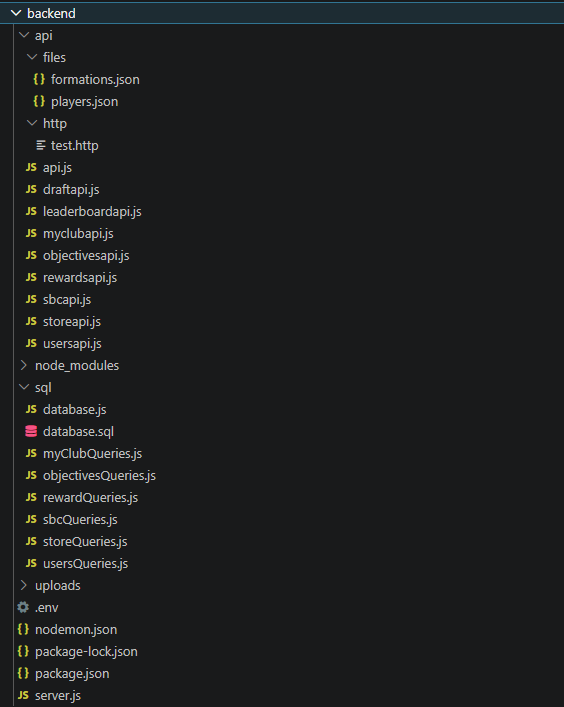 backend
api
files
{} formations.json
{} players.json
http
test.http
JS api.js
JS draftapi.js
JS leaderboardapi.js
JS myclubapi.js
JS objectivesapi.js
JS rewardsapi.js
JS sbcapi.js
JS storeapi.js
JS usersapi.js
node_modules
sql
JS database.js
database.sql
JS myClubQueries.js
JS objectivesQueries.js
JS rewardQueries.js
JS sbcQueries.js
JS storeQueries.js
JS usersQueries.js
uploads
.env
{} nodemon.json
{} package-lock.json
{} package.json
JS server.js